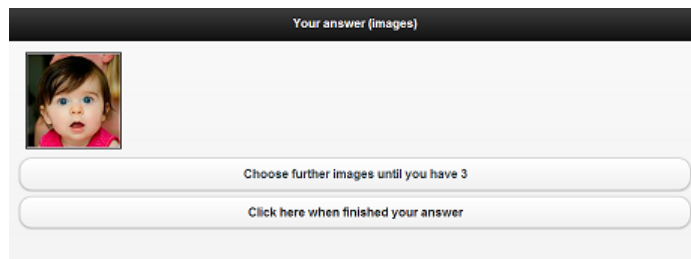 Your answer (images)
Choose further images until you have 3
Click here when finished your answer